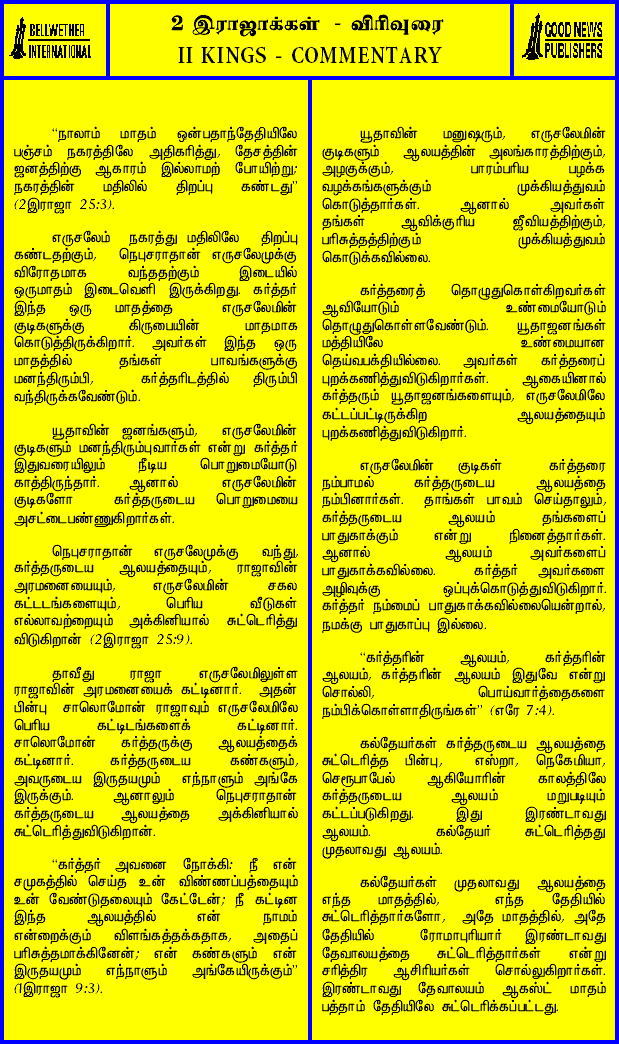 BELLWETHER
INTERNATIONAL
2 இராஜாக்கள் - விரிவுரை
II KINGS - COMMENTARY
GOOD NEWS
PUBLISHERS
“நாலாம் மாதம் ஒன்பதாந்தேதியிலே
பஞ்சம் நகரத்திலே அதிகரித்து, தேசத்தின்
ஜனத்திற்கு ஆகாரம் இல்லாமற் போயிற்று;
நகரத்தின் மதிலில் திறப்பு கண்டது”
(2இராஜா 25:3).
எருசலேம் நகரத்து மதிலிலே திறப்பு
கண்டதற்கும், நெபுசராதான் எருசலேமுக்கு
விரோதமாக வந்ததற்கும் இடையில்
ஒருமாதம் இடைவெளி இருக்கிறது. கர்த்தர்
இந்த ஒரு மாதத்தை எருசலேமின்
குடிகளுக்கு கிருபையின் மாதமாக
கொடுத்திருக்கிறார். அவர்கள் இந்த ஒரு
மாதத்தில் தங்கள் பாவங்களுக்கு
மனந்திரும்பி, கர்த்தரிடத்தில் திரும்பி
வந்திருக்கவேண்டும்.
யூதாவின் ஜனங்களும், எருசலேமின்
குடிகளும் மனந்திரும்புவார்கள் என்று கர்த்தர்
இதுவரையிலும் நீடிய பொறுமையோடு
காத்திருந்தார். ஆனால் எருசலேமின்
குடிகளோ கர்த்தருடைய பொறுமையை
அசட்டைபண்ணுகிறார்கள்.
நெபுசராதான் எருசலேமுக்கு வந்து,
கர்த்தருடைய ஆலயத்தையும், ராஜாவின்
அரமனையையும், எருசலேமின் சகல
கட்டடங்களையும், பெரிய வீடுகள்
எல்லாவற்றையும் அக்கினியால் சுட்டெரித்து
விடுகிறான் (2இராஜா 25:9).
தாவீது ராஜா எருசலேமிலுள்ள
ராஜாவின் அரமனையைக் கட்டினார். அதன்
பின்பு சாலொமோன் ராஜாவும் எருசலேமிலே
பெரிய கட்டிடங்களைக் கட்டினார்.
சாலொமோன் கர்த்தருக்கு ஆலயத்தைக்
கட்டினார். கர்த்தருடைய கண்களும்,
அவருடைய இருதயமும் எந்நாளும் அங்கே
இருக்கும். ஆனாலும் நெபுசராதான்
கர்த்தருடைய ஆலயத்தை அக்கினியால்
சுட்டெரித்துவிடுகிறான்.
“கர்த்தர் அவனை நோக்கி: நீ என்
சமுகத்தில் செய்த உன் விண்ணப்பத்தையும்
உன் வேண்டுதலையும் கேட்டேன்; நீ கட்டின
இந்த ஆலயத்தில் என் நாமம்
என்றைக்கும் விளங்கத்தக்கதாக, அதைப்
பரிசுத்தமாக்கினேன்; என் கண்களும் என்
இருதயமும் எந்நாளும் அங்கேயிருக்கும்”
(1இராஜா 9:3).
யூதாவின் மனுஷரும், எருசலேமின்
குடிகளும் ஆலயத்தின் அலங்காரத்திற்கும்,
அழகுக்கும், பாரம்பரிய பழக்க
வழக்கங்களுக்கும் முக்கியத்துவம்
கொடுத்தார்கள். ஆனால் அவர்கள்
தங்கள் ஆவிக்குரிய ஜீவியத்திற்கும்,
பரிசுத்தத்திற்கும் முக்கியத்துவம்
கொடுக்கவில்லை.
கர்த்தரைத் தொழுதுகொள்கிறவர்கள்
ஆவியோடும் உண்மையோடும்
தொழுதுகொள்ளவேண்டும். யூதாஜனங்கள்
மத்தியிலே உண்மையான
தெய்வபக்தியில்லை. அவர்கள் கர்த்தரைப்
புறக்கணித்துவிடுகிறார்கள். ஆகையினால்
கர்த்தரும் யூதாஜனங்களையும், எருசலேமிலே
கட்டப்பட்டிருக்கிற ஆலயத்தையும்
புறக்கணித்துவிடுகிறார்.
எருசலேமின் குடிகள் கர்த்தரை
நம்பாமல் கர்த்தருடைய ஆலயத்தை
நம்பினார்கள். தாங்கள் பாவம் செய்தாலும்,
கர்த்தருடைய ஆலயம் தங்களைப்
பாதுகாக்கும் என்று நினைத்தார்கள்.
ஆனால் ஆலயம் அவர்களைப்
பாதுகாக்கவில்லை. கர்த்தர் அவர்களை
அழிவுக்கு ஒப்புக்கொடுத்துவிடுகிறார்.
கர்த்தர் நம்மைப் பாதுகாக்கவில்லையென்றால்,
நமக்கு பாதுகாப்பு இல்லை.
“கர்த்தரின் ஆலயம், கர்த்தரின்
ஆலயம், கர்த்தரின் ஆலயம் இதுவே என்று
சொல்லி, பொய்வார்த்தைகளை
நம்பிக்கொள்ளாதிருங்கள்” (எரே 7:4).
கல்தேயர்கள் கர்த்தருடைய ஆலயத்தை
சுட்டெரித்த பின்பு, எஸ்றா, நெகேமியா,
செரூபாபேல் ஆகியோரின் காலத்திலே
கர்த்தருடைய ஆலயம் மறுபடியும்
கட்டப்படுகிறது. இது இரண்டாவது
ஆலயம். கல்தேயர் சுட்டெரித்தது
முதலாவது ஆலயம்.
கல்தேயர்கள் முதலாவது ஆலயத்தை
எந்த மாதத்தில், எந்த தேதியில்
சுட்டெரித்தார்களோ, அதே மாதத்தில், அதே
தேதியில் ரோமாபுரியார் இரண்டாவது
தேவாலயத்தை சுட்டெரித்தார்கள் என்று
சரித்திர ஆசிரியர்கள் சொல்லுகிறார்கள்.
இரண்டாவது தேவாலயம் ஆகஸ்ட் மாதம்
பத்தாம் தேதியிலே சுட்டெரிக்கப்பட்டது.